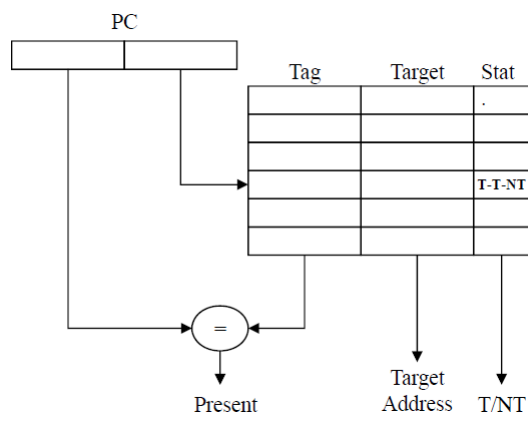 PC
Tag Target Stat
.
T-T-NT
=
Present
Target
Address
T/NT